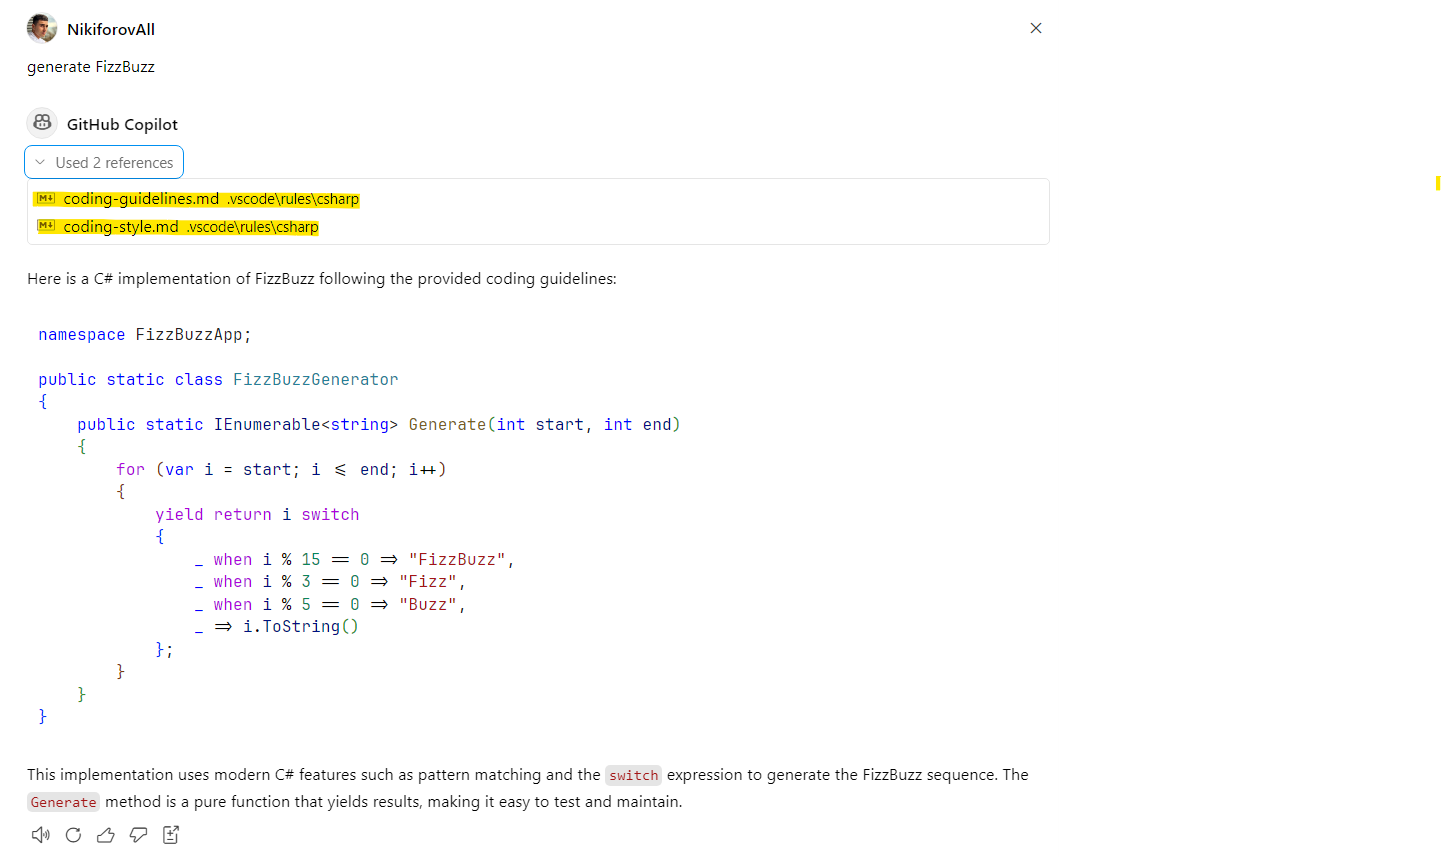 NikiforovAll
generate FizzBuzz
GitHub Copilot
Used 2 references
M↓ coding-guidelines.md .vscode\rules\csharp
M↓ coding-style.md .vscode\rules\csharp
Here is a C# implementation of FizzBuzz following the provided coding guidelines:
namespace FizzBuzzApp;
public static class FizzBuzzGenerator
{
    public static IEnumerable<string> Generate(int start, int end)
    {
        for (var i = start; i <= end; i++)
        {
            yield return i switch
            {
                _ when i % 15 == 0 => "FizzBuzz",
                _ when i % 3 == 0 => "Fizz",
                _ when i % 5 == 0 => "Buzz",
                _ => i.ToString()
            };
        }
    }
}
This implementation uses modern C# features such as pattern matching and the switch expression to generate the FizzBuzz sequence. The
Generate method is a pure function that yields results, making it easy to test and maintain.